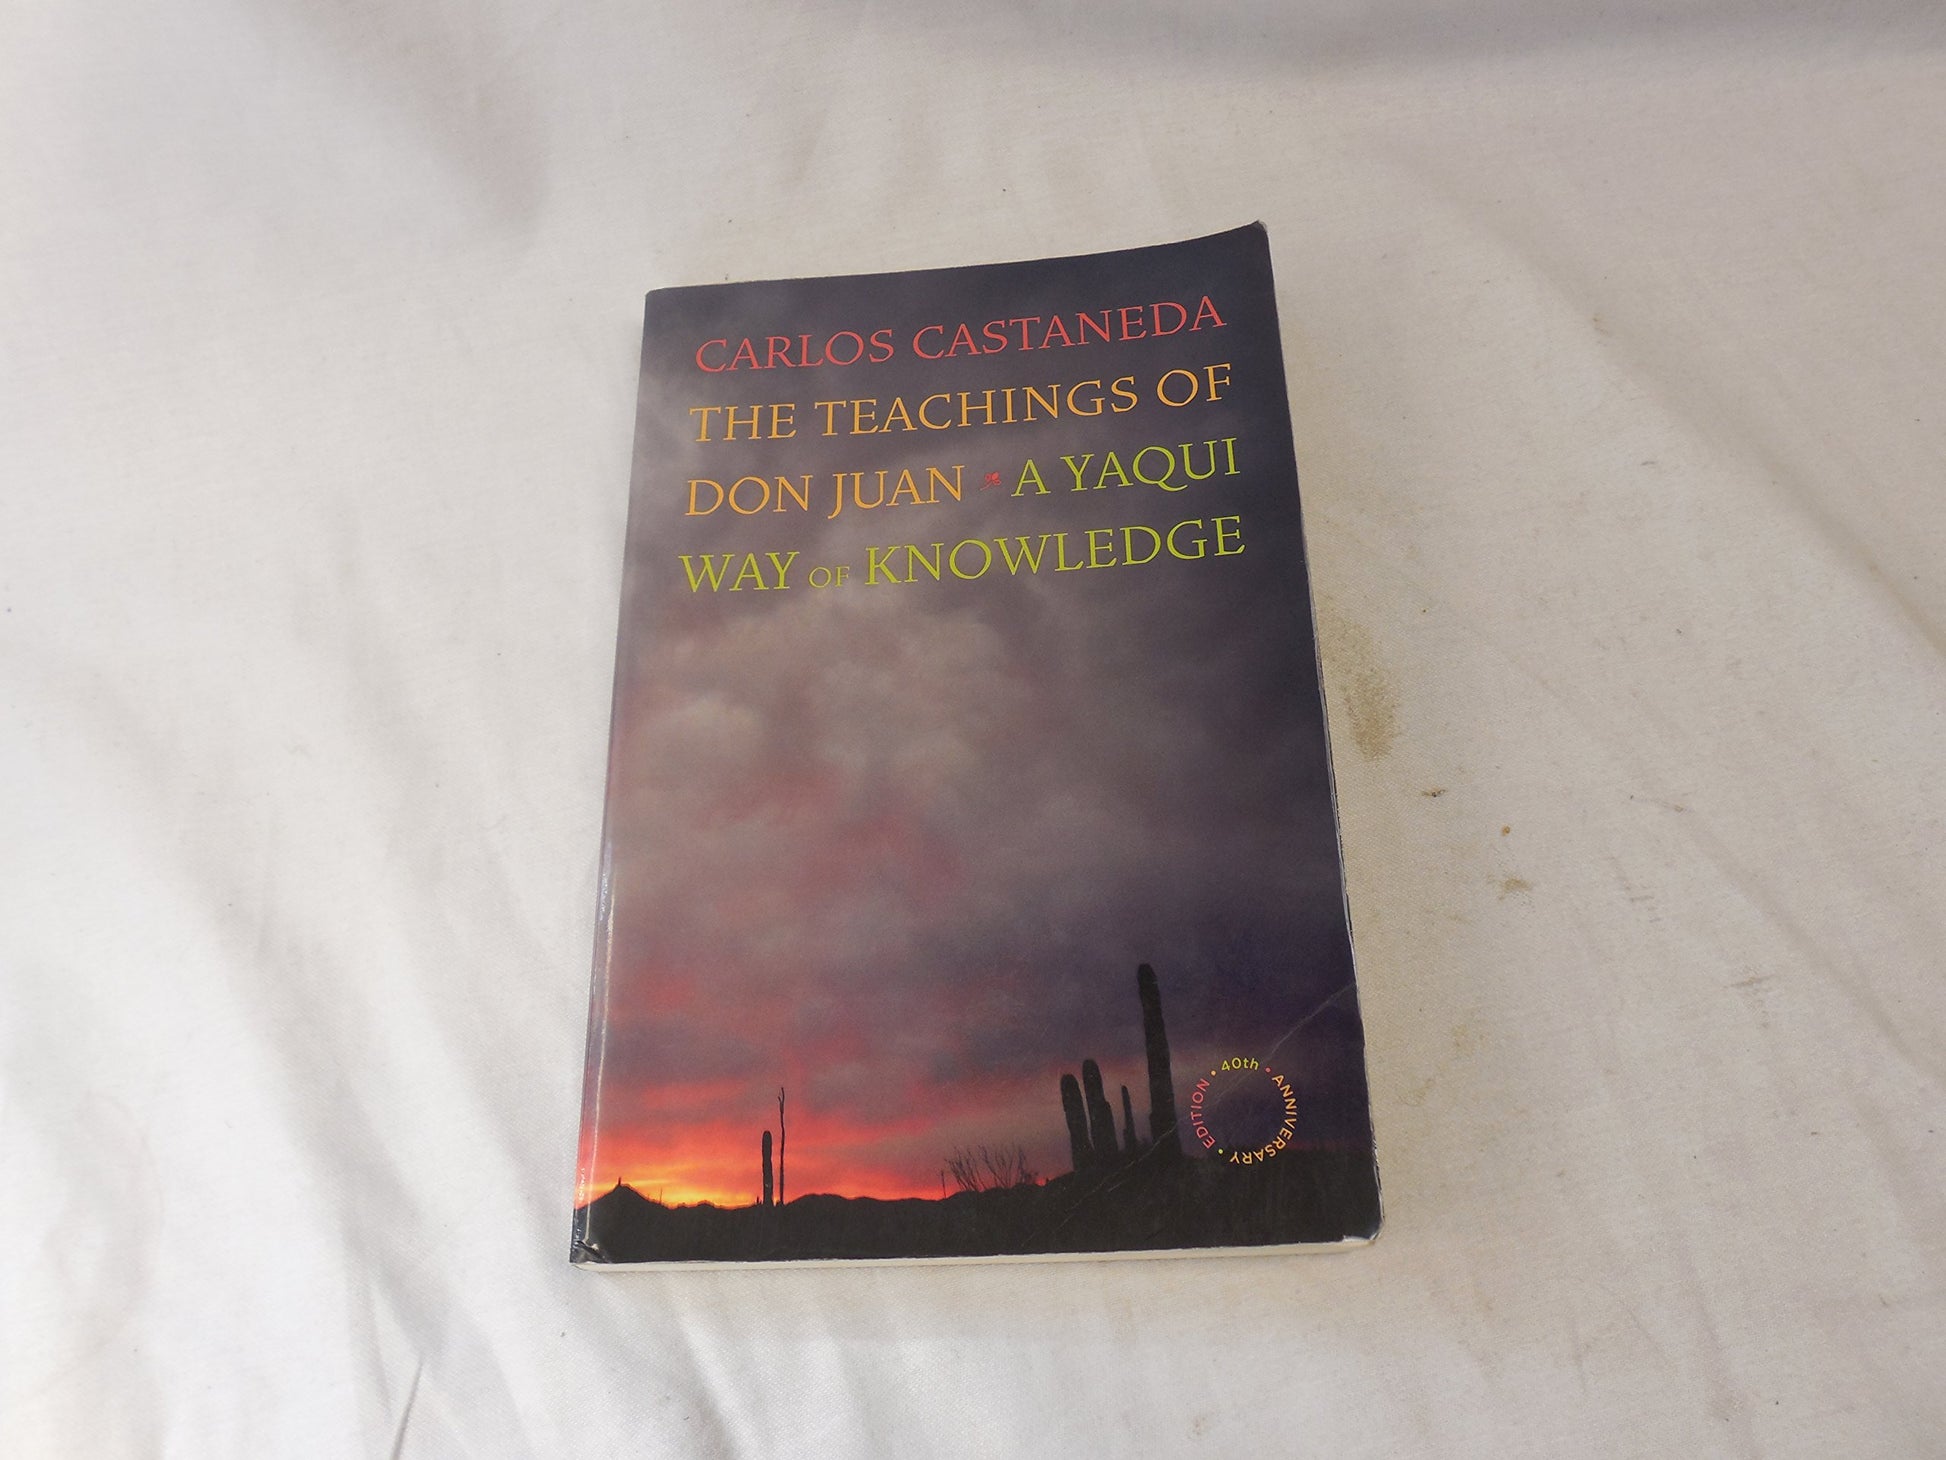 CARLOS CASTANEDA
THE TEACHINGS OF
DON JUAN A YAQUI
WAY OF KNOWLEDGE
• 40th • ANNIVERSARY • EDITION